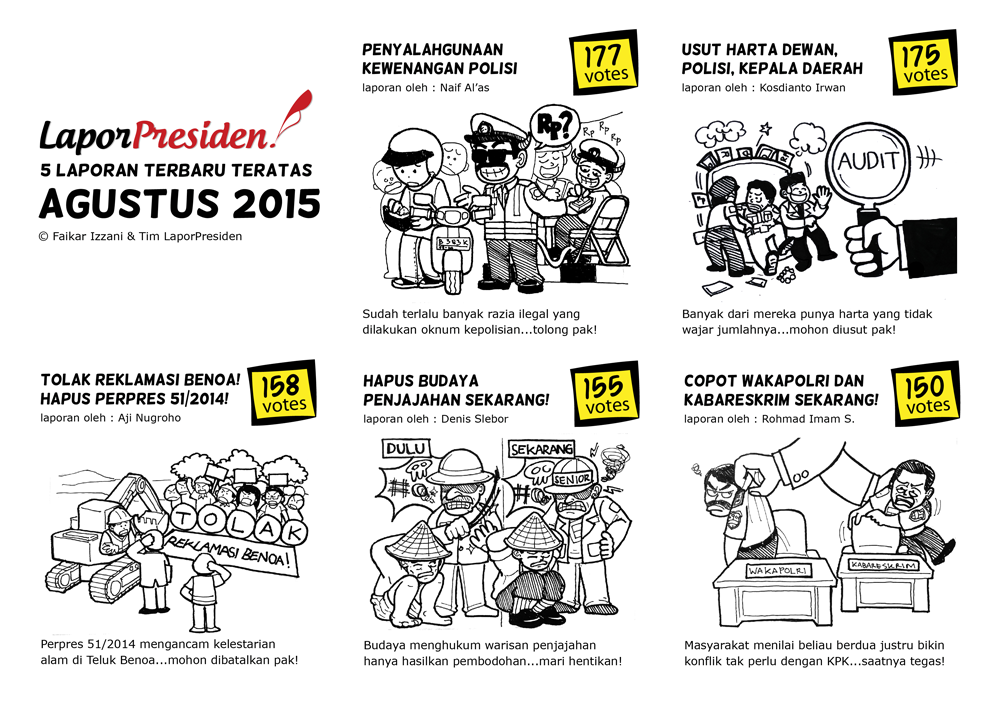 LaporPresiden!
5 LAPORAN TERBARU TERATAS
AGUSTUS 2015
© Faikar Izzani & Tim LaporPresiden
PENYALAHGUNAAN
KEWENANGAN POLISI
laporan oleh : Naif Al’as
177
votes
Rp?
Rp
Rp
Rp
B 383 K
Sudah terlalu banyak razia ilegal yang
dilakukan oknum kepolisian...tolong pak!
USUT HARTA DEWAN,
POLISI, KEPALA DAERAH
laporan oleh : Kosdianto Irwan
175
votes
AUDIT
Banyak dari mereka punya harta yang tidak
wajar jumlahnya...mohon diusut pak!
TOLAK REKLAMASI BENOA!
HAPUS PERPRES 51/2014!
laporan oleh : Aji Nugroho
158
votes
TOLAK
REKLAMASI BENOA!
Perpres 51/2014 mengancam kelestarian
alam di Teluk Benoa...mohon dibatalkan pak!
HAPUS BUDAYA
PENJAJAHAN SEKARANG!
laporan oleh : Denis Slebor
155
votes
DULU
SEKARANG
SENIOR
Budaya menghukum warisan penjajahan
hanya hasilkan pembodohan...mari hentikan!
COPOT WAKAPOLRI DAN
KABARESKRIM SEKARANG!
laporan oleh : Rohmad Imam S.
150
votes
WAKAPOLRI
KABARESKRIM
Masyarakat menilai beliau berdua justru bikin
konflik tak perlu dengan KPK...saatnya tegas!